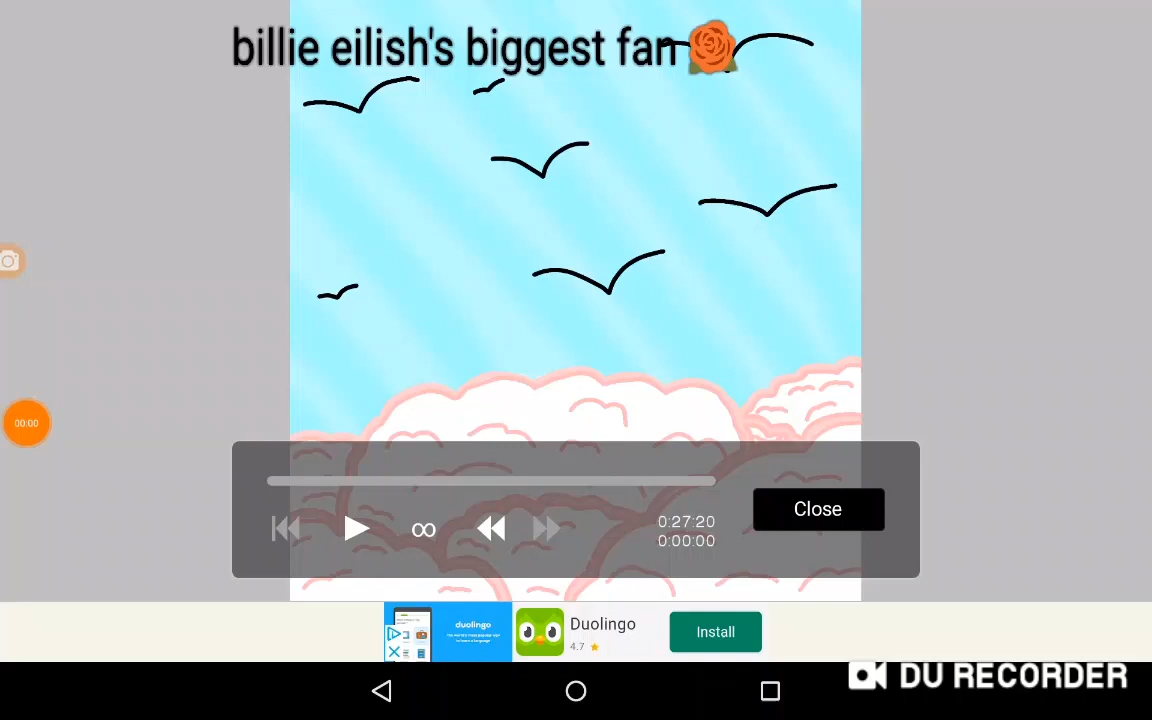 billie eilish's biggest fan
00:00
Close
0:27:20
0:00:00
duolingo
Duolingo
4.7
Install
DU RECORDER